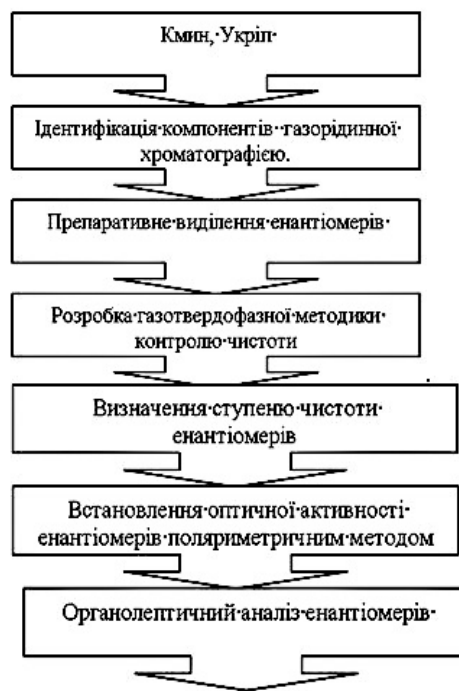 Кмин,·Укріп·
Ідентифікація·компонентів··газорідинної·
хроматографією.
Препаративне·виділення·енантіомерів·
Розробка·газотвердофазної·методики·
контролю·чистоти
Визначення·ступеню·чистоти·
енантіомерів
Встановлення·оптичної·активності·
енантіомерів·поляриметричним·методом
Органолептичний·аналіз·енантіомерів·